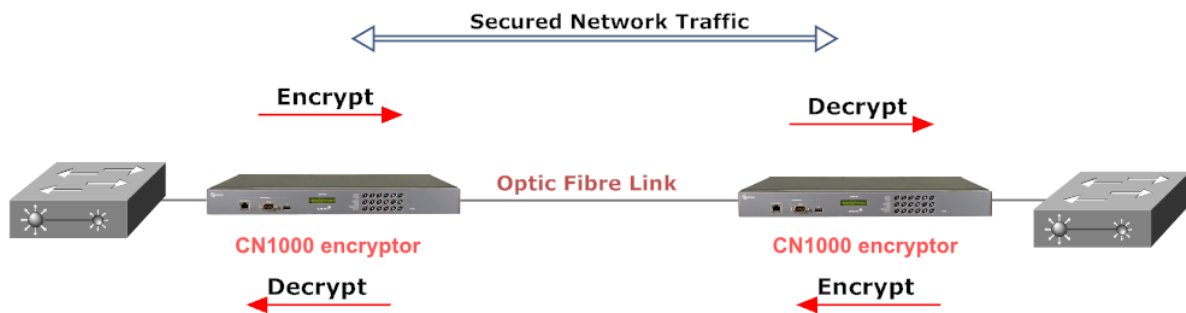 Secured Network Traffic
Encrypt
Decrypt
Optic Fibre Link
CN1000 encryptor
CN1000 encryptor
Decrypt
Encrypt